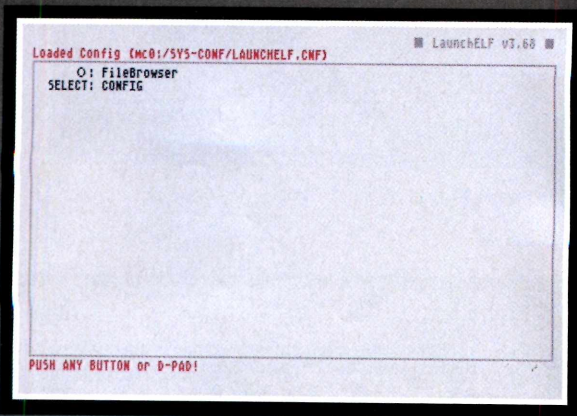 ■ LaunchELF v3.68 ■
Loaded Config (mc0:/SYS-CONF/LAUNCHELF.CNF)
○: FileBrowser
SELECT: CONFIG
PUSH ANY BUTTON or D-PAD!